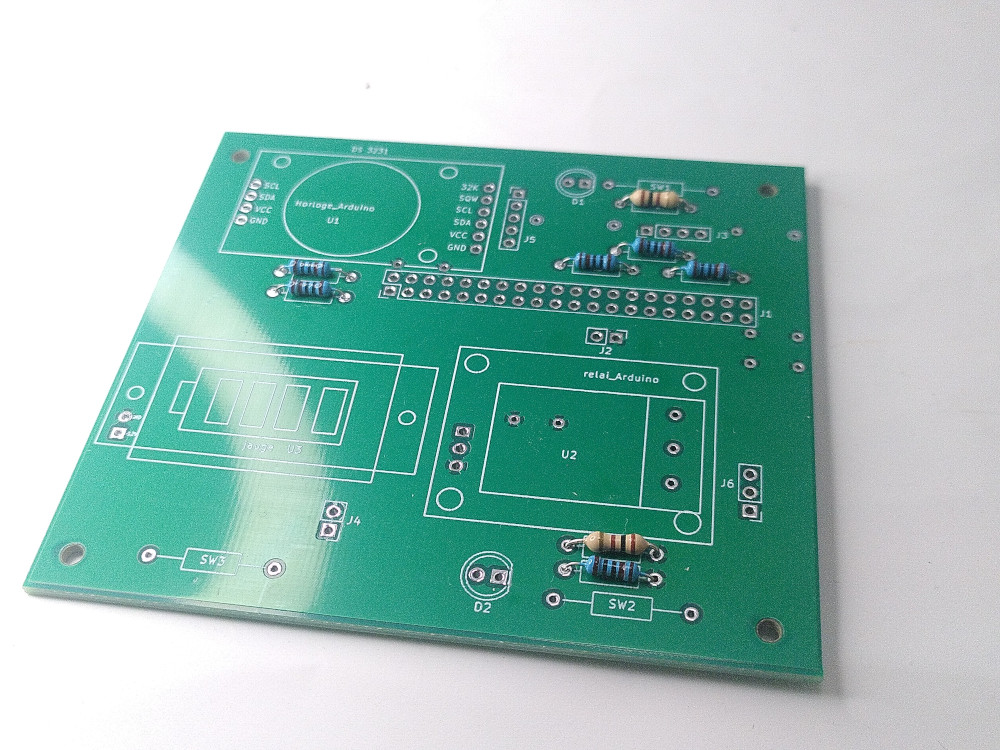 DS 3231
SCL
SDA
VCC
GND
Horloge_Arduino
U1
32K
SQW
SCL
SDA
VCC
GND
J5
D1
SW1
J3
J1
J2
relai_Arduino
U2
U3
J6
J4
SW3
D2
SW2